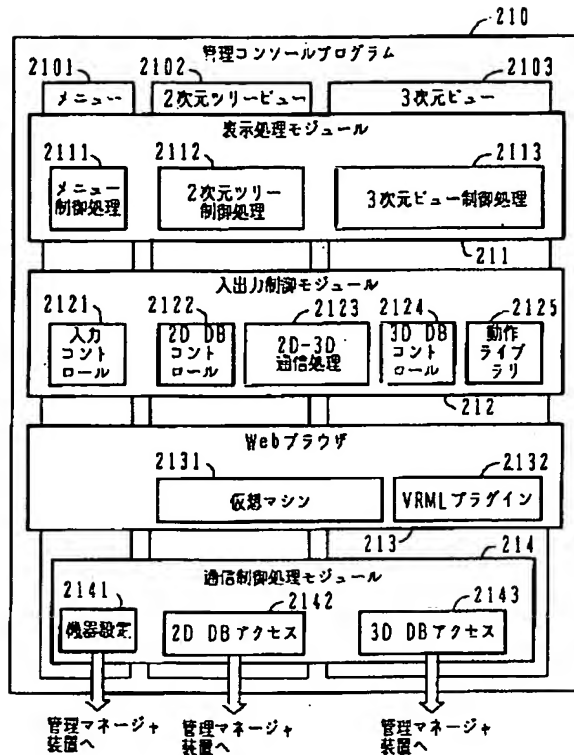 210
管理コンソールプログラム
2101
2102
2103
メニュー
2次元ツリービュー
3次元ビュー
表示処理モジュール
2111
2112
2113
メニュー
制御処理
2次元ツリー
制御処理
3次元ビュー制御処理
211
入出力制御モジュール
2121
2122
2123
2124
2125
入力
コント
ロール
2D DB
コント
ロール
2D-3D
通信処理
3D DB
コント
ロール
動作
ライブ
ラリ
212
Webブラウザ
2131
2132
仮想マシン
VRMLプラグイン
213
214
通信制御処理モジュール
2141
2142
2143
機器設定
2D DBアクセス
3D DBアクセス
管理マネージャ
装置へ
管理マネージャ
装置へ
管理マネージャ
装置へ